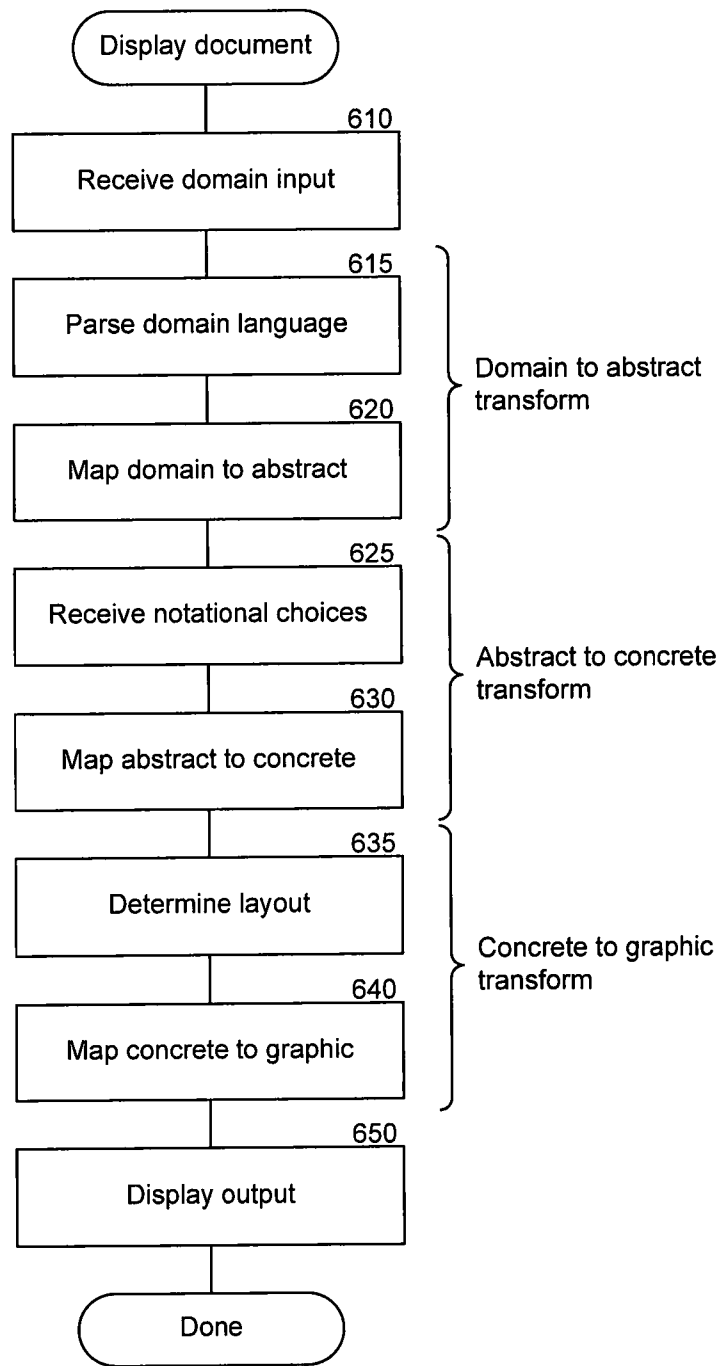 Display document
610
Receive domain input
615
Parse domain language
Domain to abstract
transform
620
Map domain to abstract
625
Receive notational choices
Abstract to concrete
transform
630
Map abstract to concrete
635
Determine layout
Concrete to graphic
transform
640
Map concrete to graphic
650
Display output
Done